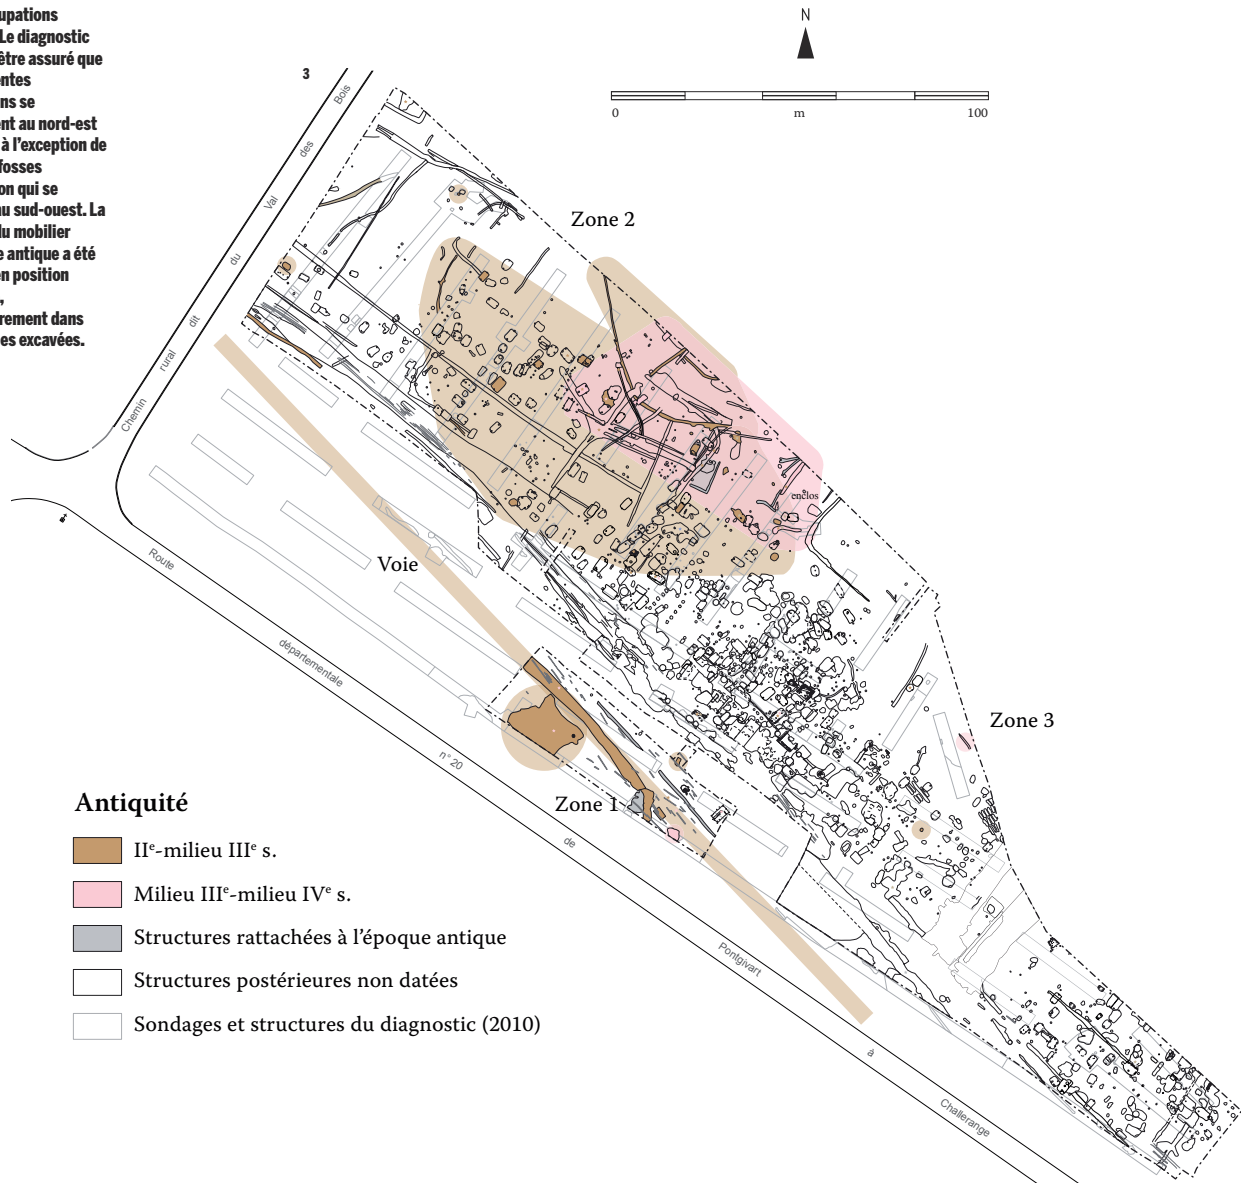 upations
Le diagnostic
être assuré que
entes
ns se
ent au nord-est
à l'exception de
fosses
on qui se
au sud-ouest. La
du mobilier
e antique a été
en position
,
rement dans
es excavées.
3
N
0 m 100
Zone 2
Bois
des
Val
du
dit
rural
Chemin
enclos
Voie
Route
départementale
n° 20
de
Pontgivart
à
Challerange
Zone 3
Zone 1
Antiquité
IIe-milieu IIIe s.
Milieu IIIe-milieu IVe s.
Structures rattachées à l'époque antique
Structures postérieures non datées
Sondages et structures du diagnostic (2010)